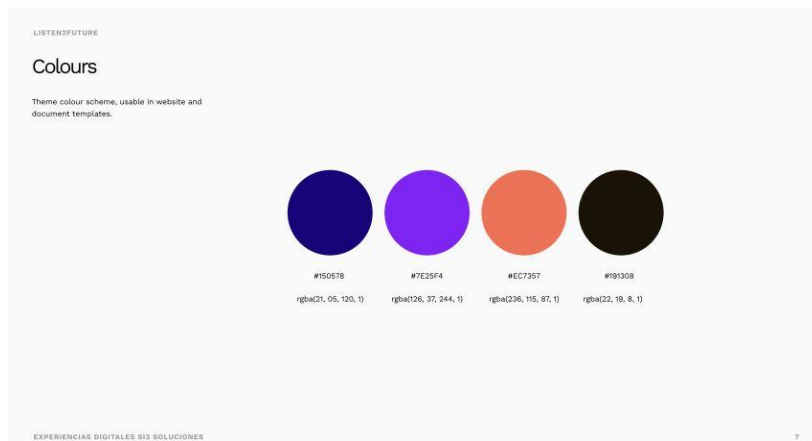 LISTEN2FUTURE
Colours
Theme colour scheme, usable in website and
document templates.
#150578
#7E25F4
#EC7357
#191308
rgba(21, 05, 120, 1)
rgba(126, 37, 244, 1)
rgba(236, 115, 87, 1)
rgba(22, 19, 8, 1)
EXPERIENCIAS DIGITALES SI2 SOLUCIONES
7